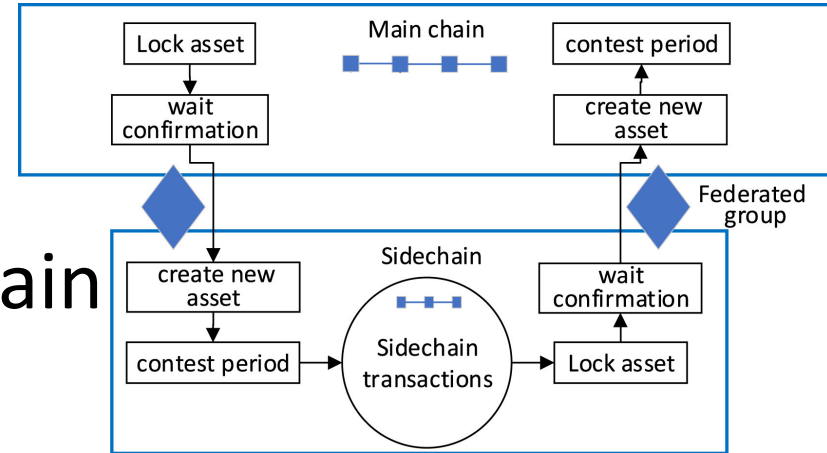 Lock asset
Main chain
contest period
wait
confirmation
create new
asset
Federated
group
ain
create new
asset
Sidechain
wait
confirmation
contest period
Sidechain
transactions
Lock asset